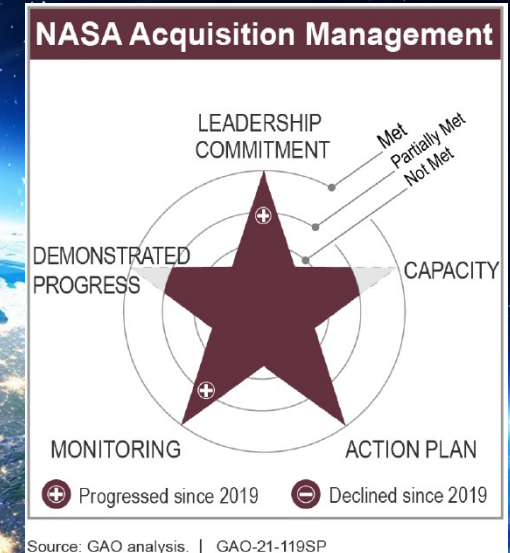 NASA Acquisition Management
LEADERSHIP
COMMITMENT
Met
Partially Met
Not Met
DEMONSTRATED
PROGRESS
CAPACITY
MONITORING
ACTION PLAN
Progressed since 2019
Declined since 2019
Source: GAO analysis. | GAO-21-119SP